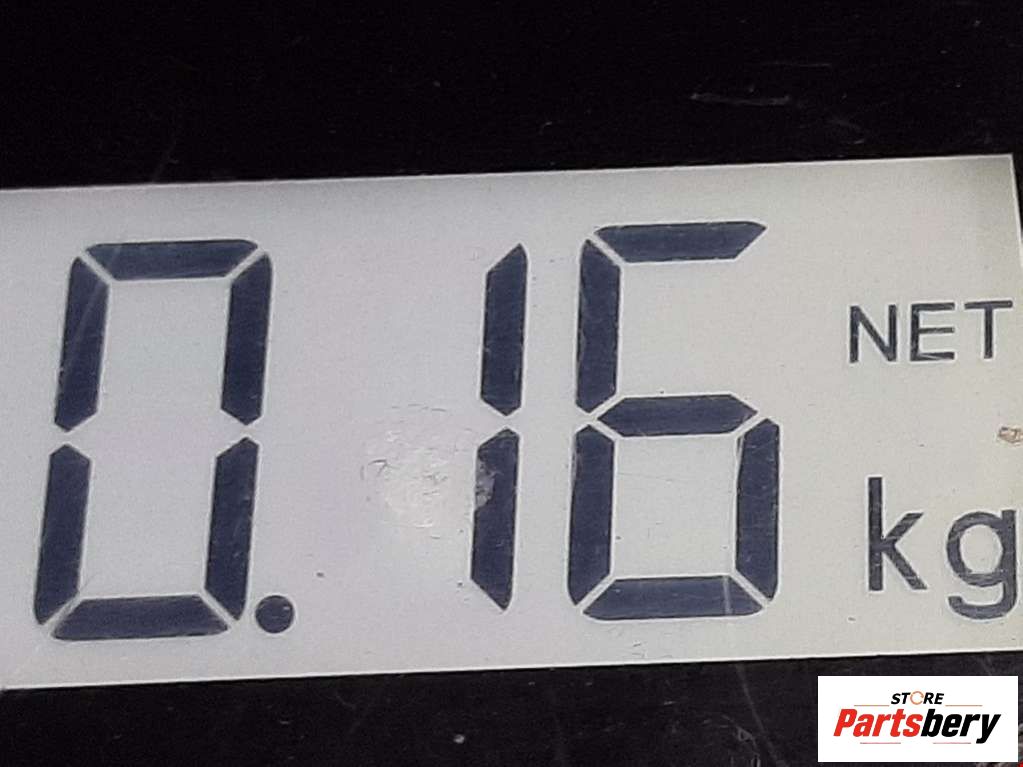 0.16
NET
kg
STORE
Partsbery